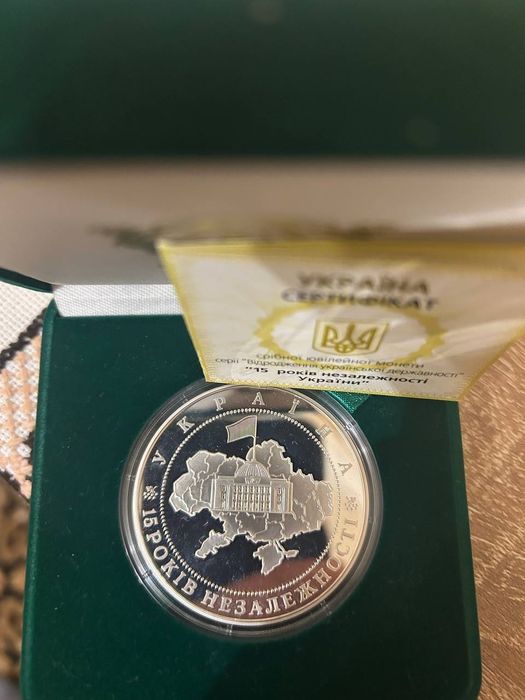 УКРАЇНА
СЕРТИФІКАТ
срібної ювілейної монети
серії "Відродження української державності"
"15 років незалежності
України"
УКРАЇНА
15 РОКІВ НЕЗАЛЕЖНОСТІ